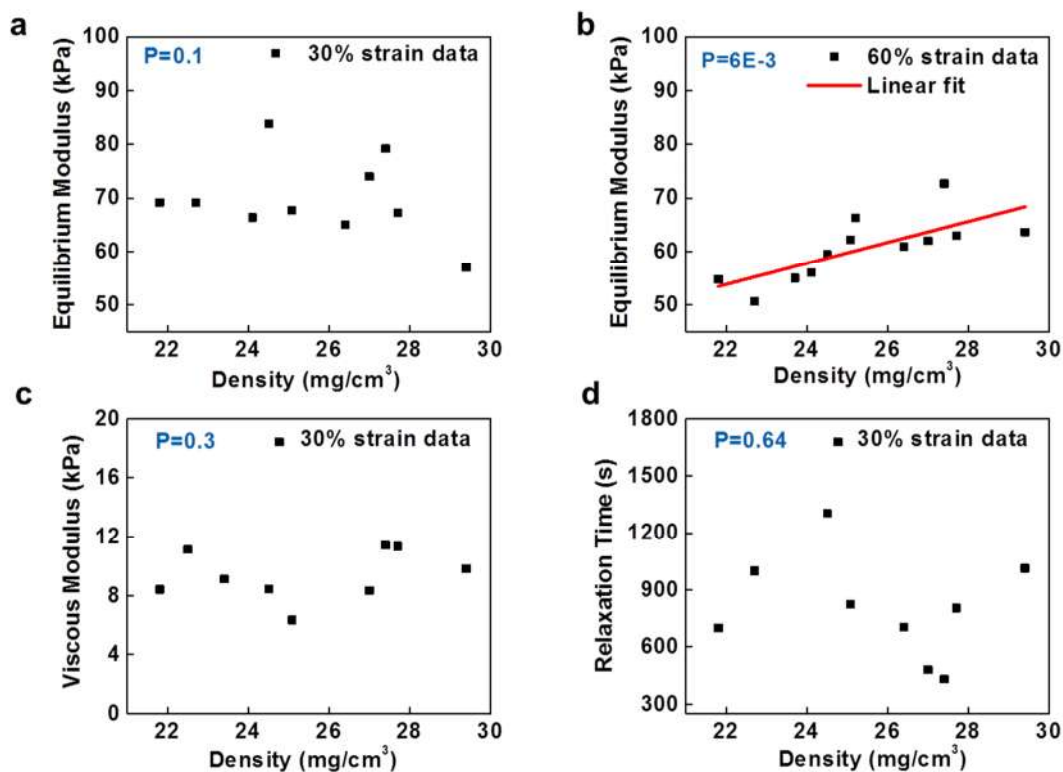 a
P=0.1
30% strain data
Equilibrium Modulus (kPa)
100
90
80
70
60
50
22 24 26 28 30
Density (mg/cm³)
b
P=6E-3
60% strain data
Linear fit
Equilibrium Modulus (kPa)
100
90
80
70
60
50
22 24 26 28 30
Density (mg/cm³)
c
P=0.3
30% strain data
Viscous Modulus (kPa)
20
16
12
8
4
0
22 24 26 28 30
Density (mg/cm³)
d
P=0.64
30% strain data
Relaxation Time (s)
1800
1500
1200
900
600
300
22 24 26 28 30
Density (mg/cm³)